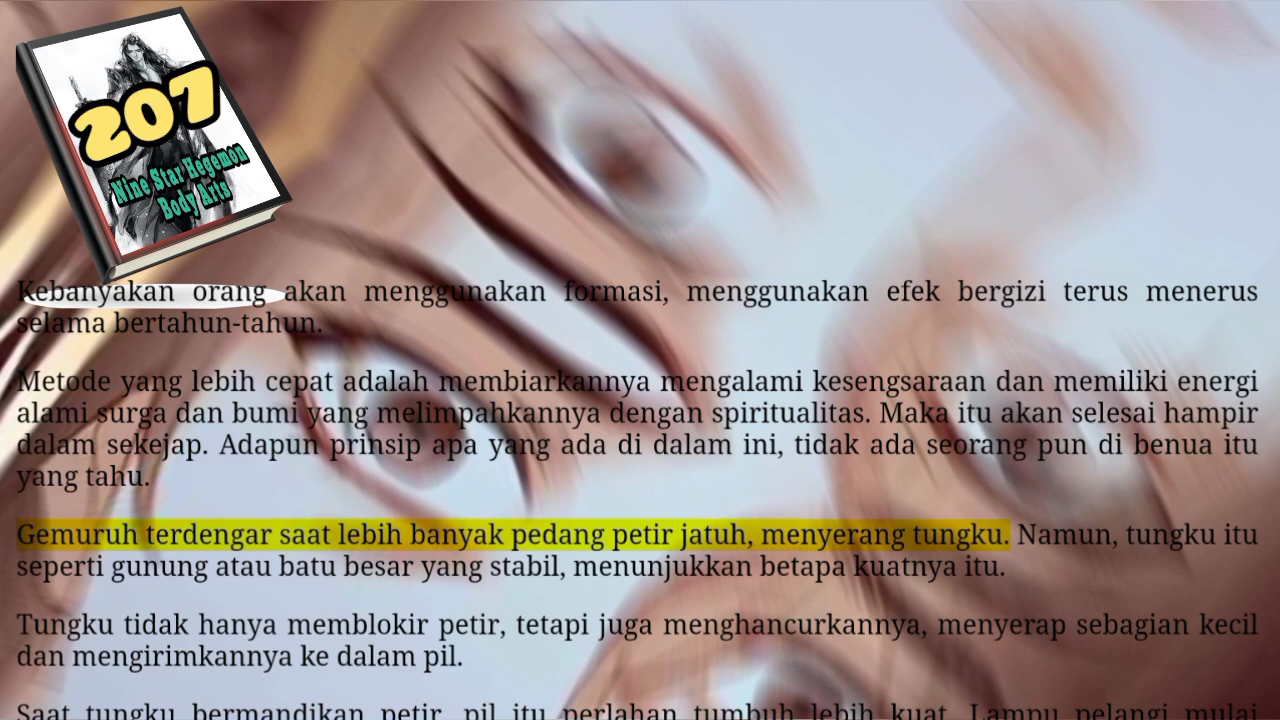 207
Nine Star Hegemon
Body Arts
Kebanyakan orang akan menggunakan formasi, menggunakan efek bergizi terus menerus
selama bertahun-tahun.
Metode yang lebih cepat adalah membiarkannya mengalami kesengsaraan dan memiliki energi
alami surga dan bumi yang melimpahkannya dengan spiritualitas. Maka itu akan selesai hampir
dalam sekejap. Adapun prinsip apa yang ada di dalam ini, tidak ada seorang pun di benua itu
yang tahu.
Gemuruh terdengar saat lebih banyak pedang petir jatuh, menyerang tungku. Namun, tungku itu
seperti gunung atau batu besar yang stabil, menunjukkan betapa kuatnya itu.
Tungku tidak hanya memblokir petir, tetapi juga menghancurkannya, menyerap sebagian kecil
dan mengirimkannya ke dalam pil.
Saat tungku bermandikan petir, pil itu perlahan tumbuh lebih kuat. Lampu pelangi mulai